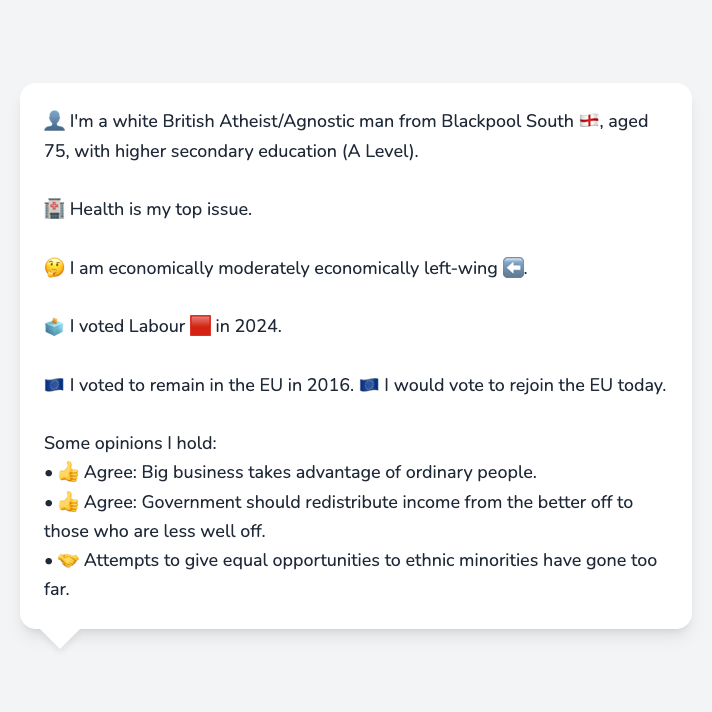 👤 I'm a white British Atheist/Agnostic man from Blackpool South 🏴󠁧󠁢󠁥󠁮󠁧󠁿, aged
75, with higher secondary education (A Level).
🏥 Health is my top issue.
🤔 I am economically moderately economically left-wing ⬅️.
🗳️ I voted Labour 🟥 in 2024.
🇪🇺 I voted to remain in the EU in 2016. 🇪🇺 I would vote to rejoin the EU today.
Some opinions I hold:
• 👍 Agree: Big business takes advantage of ordinary people.
• 👍 Agree: Government should redistribute income from the better off to
those who are less well off.
• 🤝 Attempts to give equal opportunities to ethnic minorities have gone too
far.